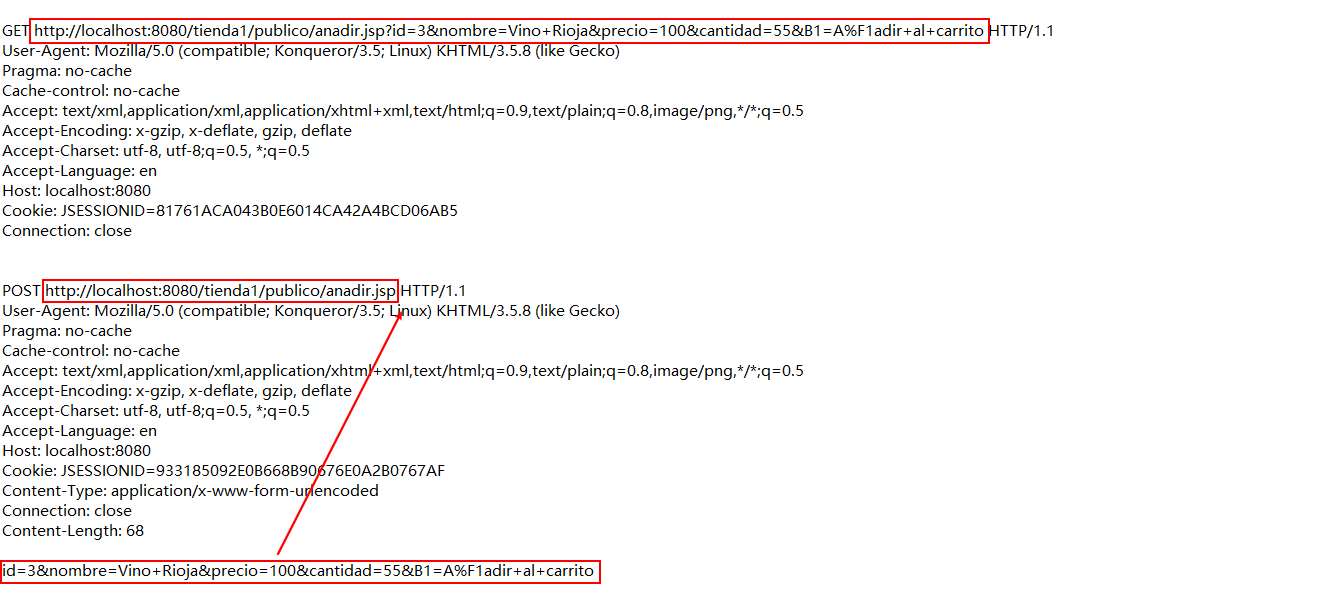 GET http://localhost:8080/tienda1/publico/anadir.jsp?id=3&nombre=Vino+Rioja&precio=100&cantidad=55&B1=A%F1adir+al+carrito HTTP/1.1
User-Agent: Mozilla/5.0 (compatible; Konqueror/3.5; Linux) KHTML/3.5.8 (like Gecko)
Pragma: no-cache
Cache-control: no-cache
Accept: text/xml,application/xml,application/xhtml+xml,text/html;q=0.9,text/plain;q=0.8,image/png,*/*;q=0.5
Accept-Encoding: x-gzip, x-deflate, gzip, deflate
Accept-Charset: utf-8, utf-8;q=0.5, *;q=0.5
Accept-Language: en
Host: localhost:8080
Cookie: JSESSIONID=81761ACA043B0E6014CA42A4BCD06AB5
Connection: close
POST http://localhost:8080/tienda1/publico/anadir.jsp HTTP/1.1
User-Agent: Mozilla/5.0 (compatible; Konqueror/3.5; Linux) KHTML/3.5.8 (like Gecko)
Pragma: no-cache
Cache-control: no-cache
Accept: text/xml,application/xml,application/xhtml+xml,text/html;q=0.9,text/plain;q=0.8,image/png,*/*;q=0.5
Accept-Encoding: x-gzip, x-deflate, gzip, deflate
Accept-Charset: utf-8, utf-8;q=0.5, *;q=0.5
Accept-Language: en
Host: localhost:8080
Cookie: JSESSIONID=933185092E0B668B90676E0A2B0767AF
Content-Type: application/x-www-form-urlencoded
Connection: close
Content-Length: 68
id=3&nombre=Vino+Rioja&precio=100&cantidad=55&B1=A%F1adir+al+carrito